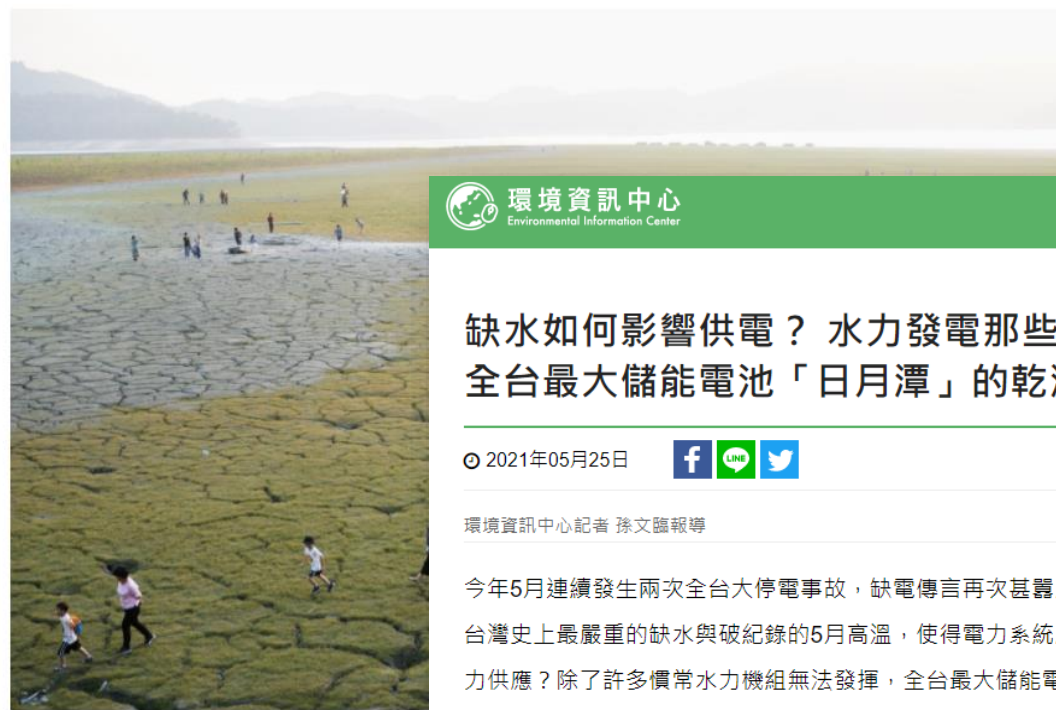 環境資訊中心
Environmental Information Center
缺水如何影響供電？ 水力發電那些
全台最大儲能電池「日月潭」的乾
2021年05月25日
LINE
環境資訊中心記者 孫文臨報導
今年5月連續發生兩次全台大停電事故，缺電傳言再次甚囂
台灣史上最嚴重的缺水與破紀錄的5月高溫，使得電力系統
力供應？除了許多慣常水力機組無法發揮，全台最大儲能電